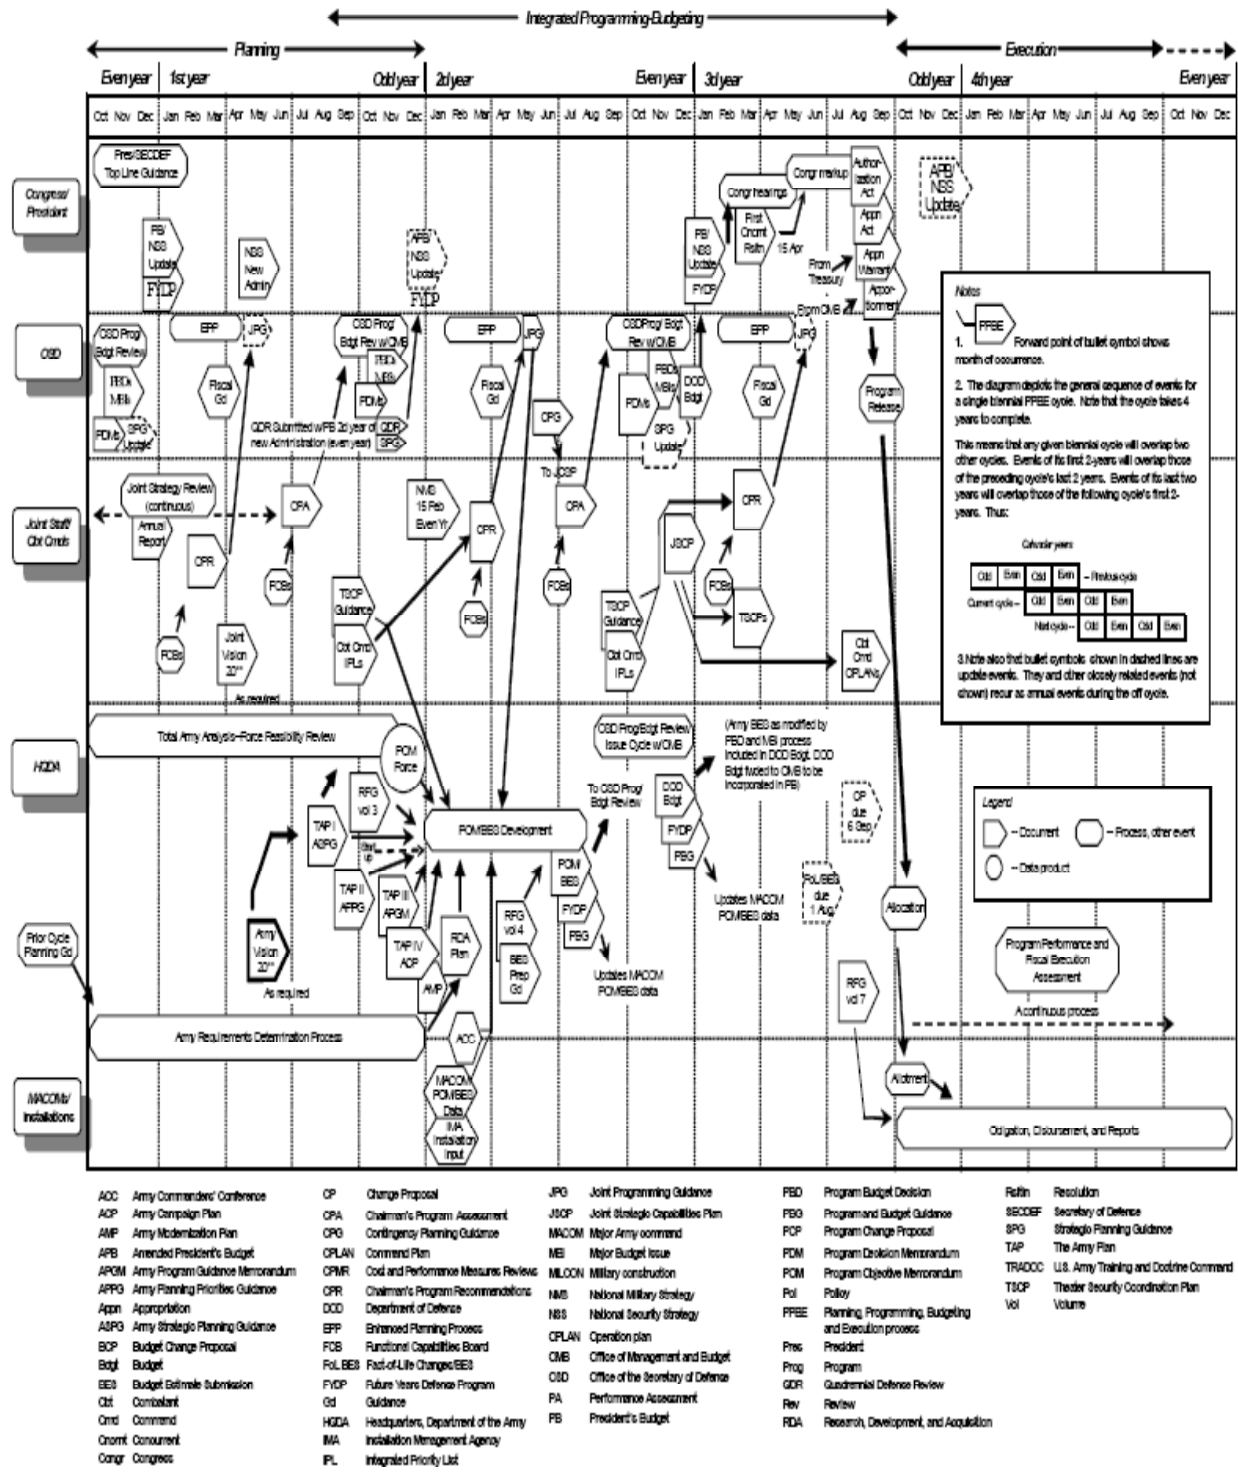 Integrated Programming-Budgeting
Planning
Execution
Even year
1st year
Odd year
2d year
Even year
3d year
Odd year
4th year
Even year
Oct Nov Dec Jan Feb Mar Apr May Jun Jul Aug Sep Oct Nov Dec Jan Feb Mar Apr May Jun Jul Aug Sep Oct Nov Dec Jan Feb Mar Apr May Jun Jul Aug Sep Oct Nov Dec Jan Feb Mar Apr May Jun Jul Aug Sep Oct Nov Dec
Congress/
President
Pres/SECDEF
Top Line Guidance
PB/
NSS
Update
FYDP
NSS
New
Admin
APB/
NSS
Update
FYDP
PB/
NSS
Update
FYDP
Congr hearings
First
Cncrnt
Rsltn
15 Apr
Congr markup
Author-
ization
Act
Appn
Act
Appn
Warrant
Appor-
tionment
From
Treasury
From OMB
APB/
NSS
Update
OSD
OSD Prog/
Bdgt Review
PBDs
MBIs
PDMs
SPG
Update
EPP
JPG
Fiscal
Gd
OSD Prog/
Bdgt Rev w/OMB
PBDs
MBIs
PDMs
QDR Submitted w/PB 2d year of
new Administration (even year)
QDR
SPG
EPP
JPG
Fiscal
Gd
CPG
To JSCP
OSD Prog/ Bdgt
Rev w/OMB
PBDs
MBIs
PDMs
SPG
Update
DOD
Bdgt
EPP
JPG
Fiscal
Gd
Program
Release
Joint Staff/
Cbt Cmds
Joint Strategy Review
(continuous)
Annual
Report
CPR
FCBs
Joint
Vision
20**
As required
CPA
FCBs
TSCP
Guidance
Cbt Cmd
IPLs
NMS
15 Feb
Even Yr
CPR
FCBs
CPA
FCBs
TSCP
Guidance
Cbt Cmd
IPLs
JSCP
CPR
FCBs
TSCPs
Cbt
Cmd
OPLANs
HQDA
Total Army Analysis--Force Feasibility Review
POM
Force
RFG
vol 3
TAP I
ASPG
Start
up
TAP II
APPG
TAP III
APGM
TAP IV
ACP
AMP
RDA
Plan
Army
Vision
20**
As required
POM/BES Development
RFG
vol 4
BES
Prep
Gd
POM/
BES
FYDP
PBG
Updates MACOM
POM/BES data
To OSD Prog/
Bdgt Review
OSD Prog/Bdgt Review
Issue Cycle w/OMB
DOD
Bdgt
FYDP
PBG
Updates MACOM
POM/BES data
(Army BES as modified by
PBD and MBI process
included in DOD Bdgt. DOD
Bdgt fwded to OMB to be
incorporated in PB)
CP
due
6 Sep
FoL/BES
due
1 Aug
RFG
vol 7
Allocation
Program Performance and
Fiscal Execution
Assessment
A continuous process
Prior Cycle
Planning Gd
Army Requirements Determination Process
ACC
MACOMs/
Installations
MACOM
POM/BES
Data
IMA
Installation
Input
Allotment
Obligation, Disbursement, and Reports
Notes
PPBE
1. Forward point of bullet symbol shows
month of occurrence.
2. The diagram depicts the general sequence of events for
a single biennial PPBE cycle. Note that the cycle takes 4
years to complete.
This means that any given biennial cycle will overlap two
other cycles. Events of its first 2-years will overlap those
of the preceding cycle's last 2 years. Events of its last two
years will overlap those of the following cycle's first 2-
years. Thus:
Calendar years
Odd Even Odd Even -- Previous cycle
Current cycle -- Odd Even Odd Even
Next cycle -- Odd Even Odd Even
3.Note also that bullet symbols shown in dashed lines are
update events. They and other closely related events (not
shown) recur as annual events during the off cycle.
Legend
-- Document
-- Process, other event
-- Data product
ACC Army Commanders' Conference
ACP Army Campaign Plan
AMP Army Modernization Plan
APB Amended President's Budget
APGM Army Program Guidance Memorandum
APPG Army Planning Priorities Guidance
Appn Appropriation
ASPG Army Strategic Planning Guidance
BCP Budget Change Proposal
Bdgt Budget
BES Budget Estimate Submission
Cbt Combatant
Cmd Command
Cncrnt Concurrent
Congr Congress
CP Change Proposal
CPA Chairman's Program Assessment
CPG Contingency Planning Guidance
CPLAN Command Plan
CPMR Cost and Performance Measures Reviews
CPR Chairman's Program Recommendations
DOD Department of Defense
EPP Enhanced Planning Process
FCB Functional Capabilities Board
FoL BES Fact-of-Life Changes/BES
FYDP Future Years Defense Program
Gd Guidance
HQDA Headquarters, Department of the Army
IMA Installation Management Agency
IPL Integrated Priority List
JPG Joint Programming Guidance
JSCP Joint Strategic Capabilities Plan
MACOM Major Army command
MBI Major Budget Issue
MILCON Military construction
NMS National Military Strategy
NSS National Security Strategy
OPLAN Operation plan
OMB Office of Management and Budget
OSD Office of the Secretary of Defense
PA Performance Assessment
PB President's Budget
PBD Program Budget Decision
PBG Program and Budget Guidance
PCP Program Change Proposal
PDM Program Decision Memorandum
POM Program Objective Memorandum
Pol Policy
PPBE Planning, Programming, Budgeting
and Execution process
Pres President
Prog Program
QDR Quadrennial Defense Review
Rev Review
RDA Research, Development, and Acquisition
Rsltn Resolution
SECDEF Secretary of Defense
SPG Strategic Planning Guidance
TAP The Army Plan
TRADOC U.S. Army Training and Doctrine Command
TSCP Theater Security Coordination Plan
Vol Volume